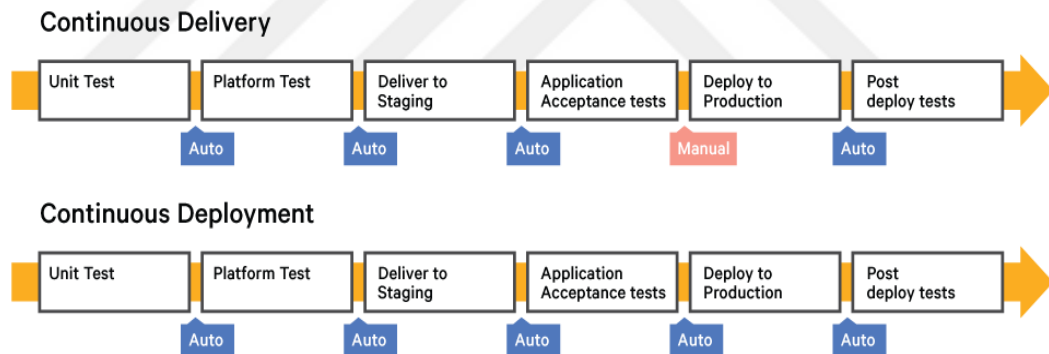 Continuous Delivery
Unit Test
Platform Test
Deliver to
Staging
Application
Acceptance tests
Deploy to
Production
Post
deploy tests
Auto
Auto
Auto
Manual
Auto
Continuous Deployment
Unit Test
Platform Test
Deliver to
Staging
Application
Acceptance tests
Deploy to
Production
Post
deploy tests
Auto
Auto
Auto
Auto
Auto